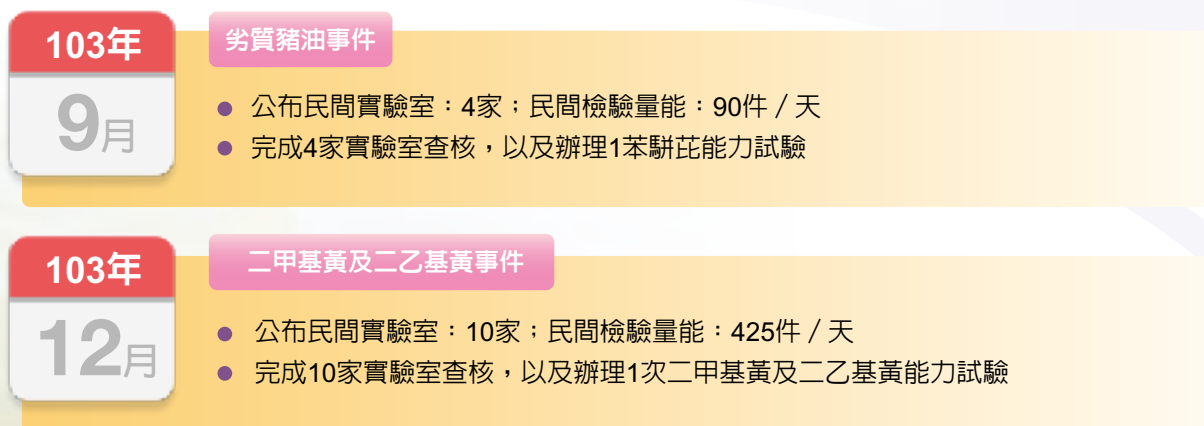 103年
9月
劣質豬油事件
● 公布民間實驗室：4家；民間檢驗量能：90件／天
● 完成4家實驗室查核，以及辦理1苯駢芘能力試驗
103年
12月
二甲基黃及二乙基黃事件
● 公布民間實驗室：10家；民間檢驗量能：425件／天
● 完成10家實驗室查核，以及辦理1次二甲基黃及二乙基黃能力試驗